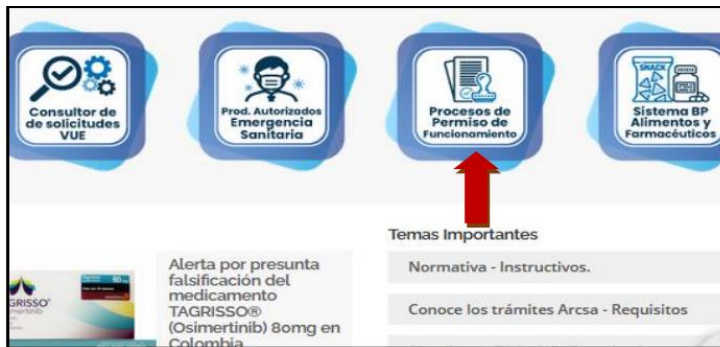 Consultor de
de solicitudes
VUE
Prod. Autorizados
Emergencia
Sanitaria
Procesos de
Permiso de
Funcionamiento
SNACK
Sistema BP
Alimentos y
Farmacéuticos
Temas Importantes
Alerta por presunta
falsificación del
medicamento
TAGRISSO®
(Osimertinib) 80mg en
Colombia
Normativa - Instructivos.
Conoce los trámites Arcsa - Requisitos